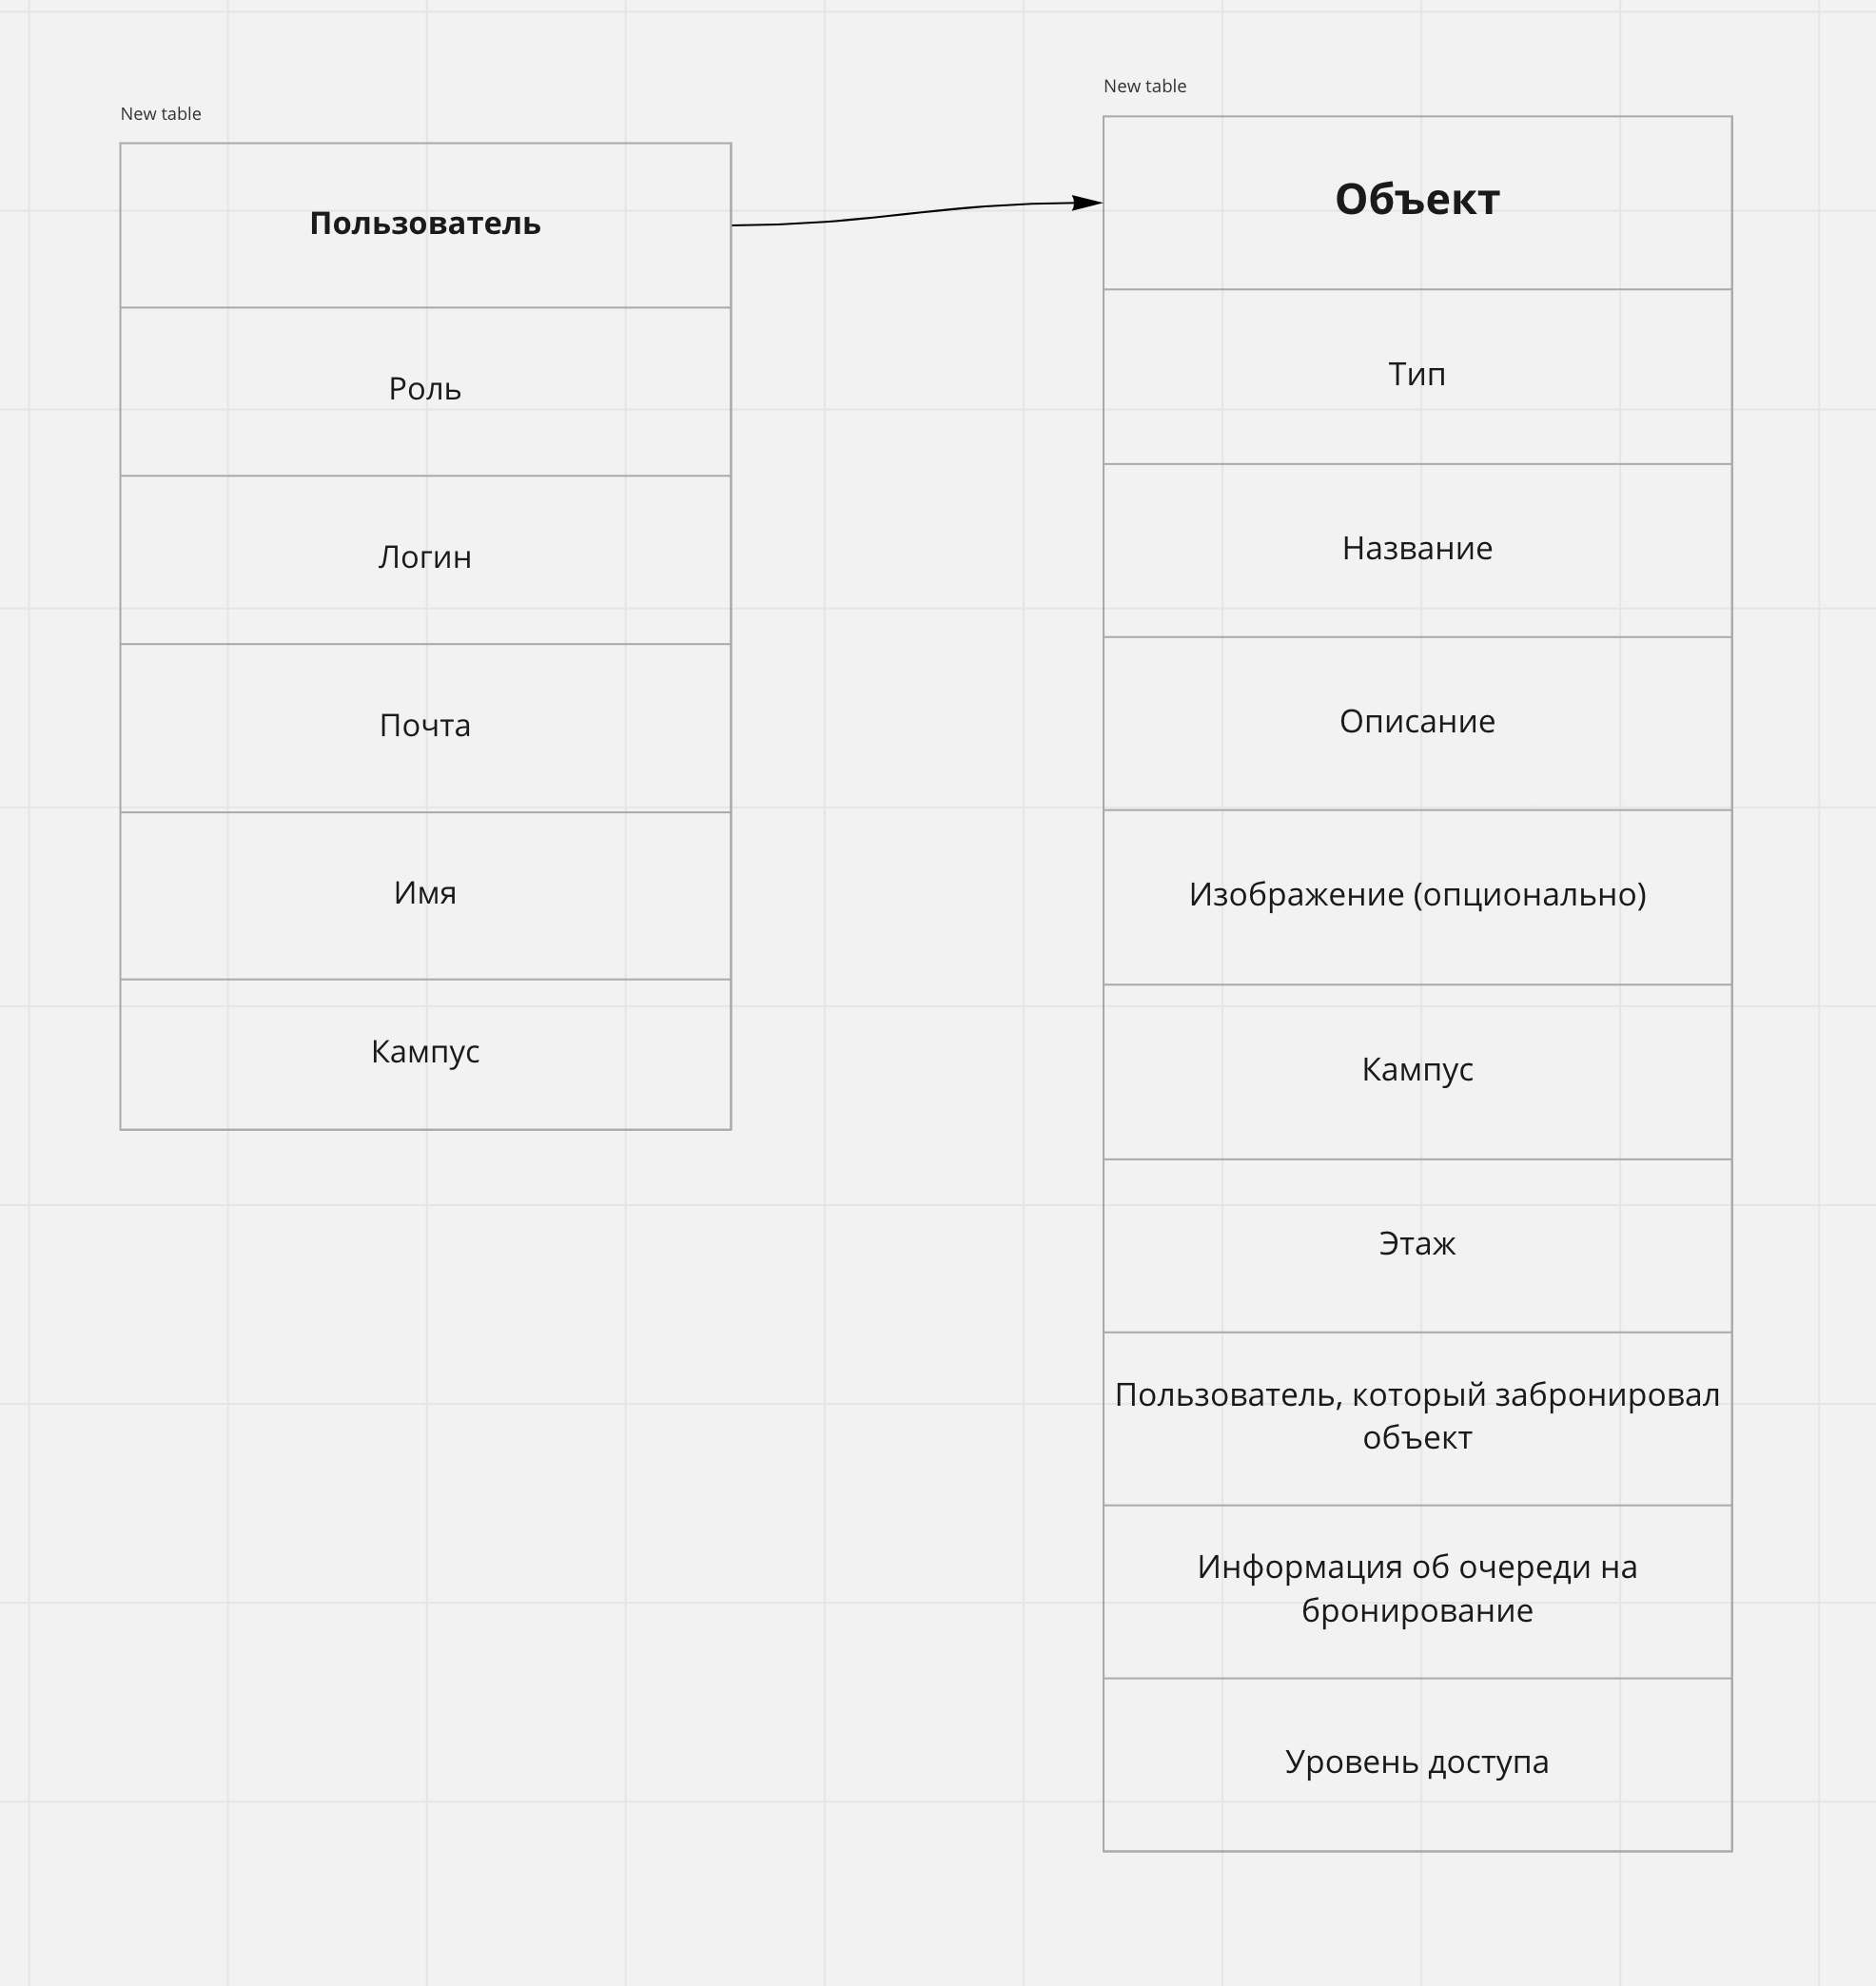 New table
Пользователь
Роль
Логин
Почта
Имя
Кампус
New table
Объект
Тип
Название
Описание
Изображение (опционально)
Кампус
Этаж
Пользователь, который забронировал
объект
Информация об очереди на
бронирование
Уровень доступа